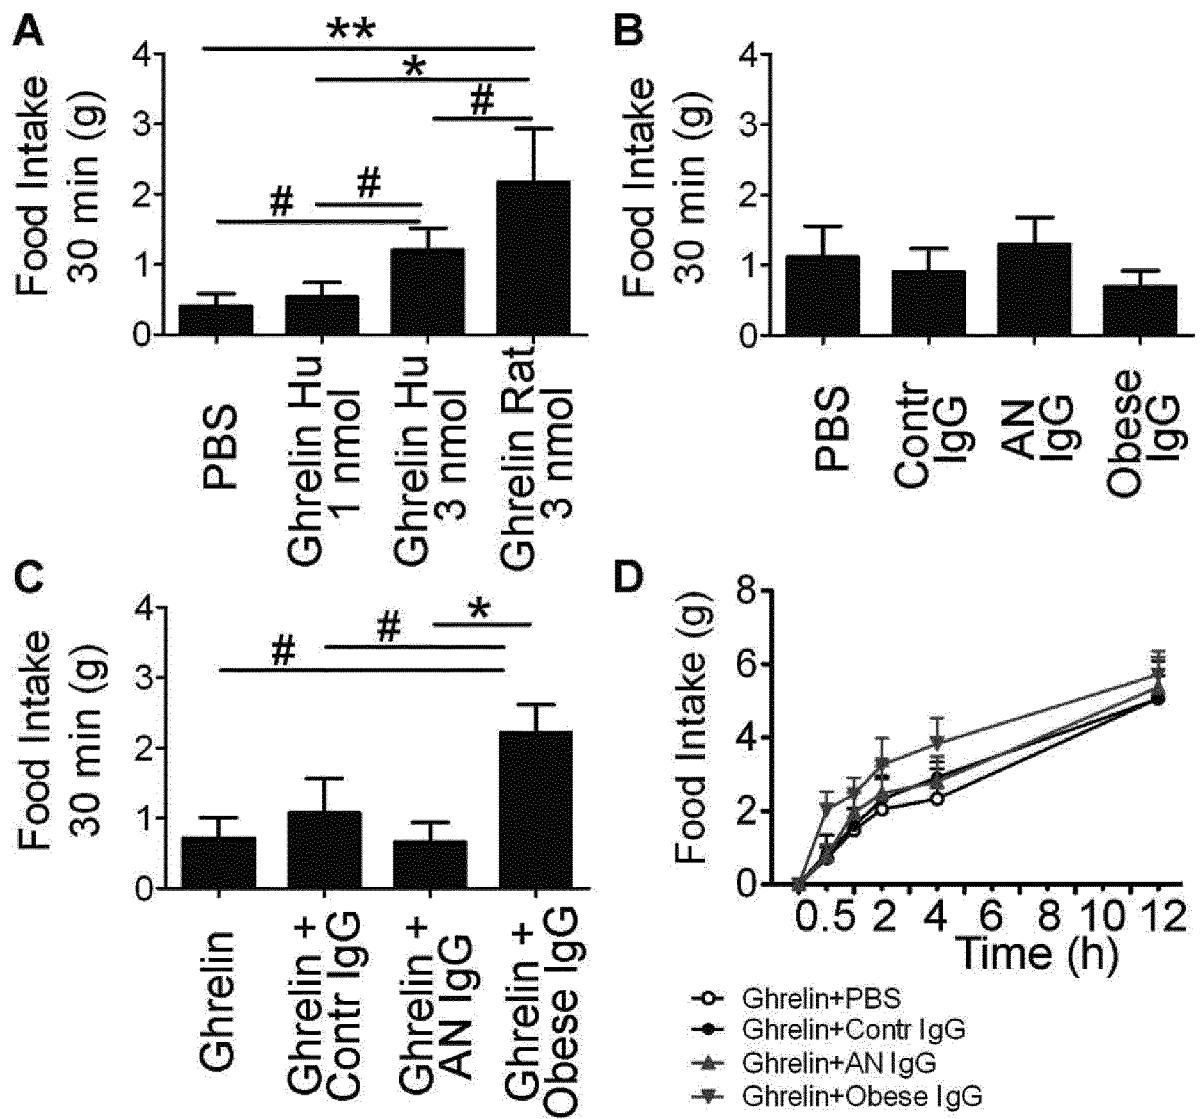 A
Food Intake
30 min (g)
4
3
2
1
0
**
*
#
#
#
PBS
Ghrelin Hu
1 nmol
Ghrelin Hu
3 nmol
Ghrelin Rat
3 nmol
B
Food Intake
30 min (g)
4
3
2
1
0
PBS
Contr
IgG
AN
IgG
Obese
IgG
C
Food Intake
30 min (g)
4
3
2
1
0
*
#
#
Ghrelin
Ghrelin +
Contr IgG
Ghrelin +
AN IgG
Ghrelin +
Obese IgG
D
Food Intake (g)
8
6
4
2
0
0 0.5 2 4 6 8 10 12
Time (h)
Ghrelin+PBS
Ghrelin+Contr IgG
Ghrelin+AN IgG
Ghrelin+Obese IgG